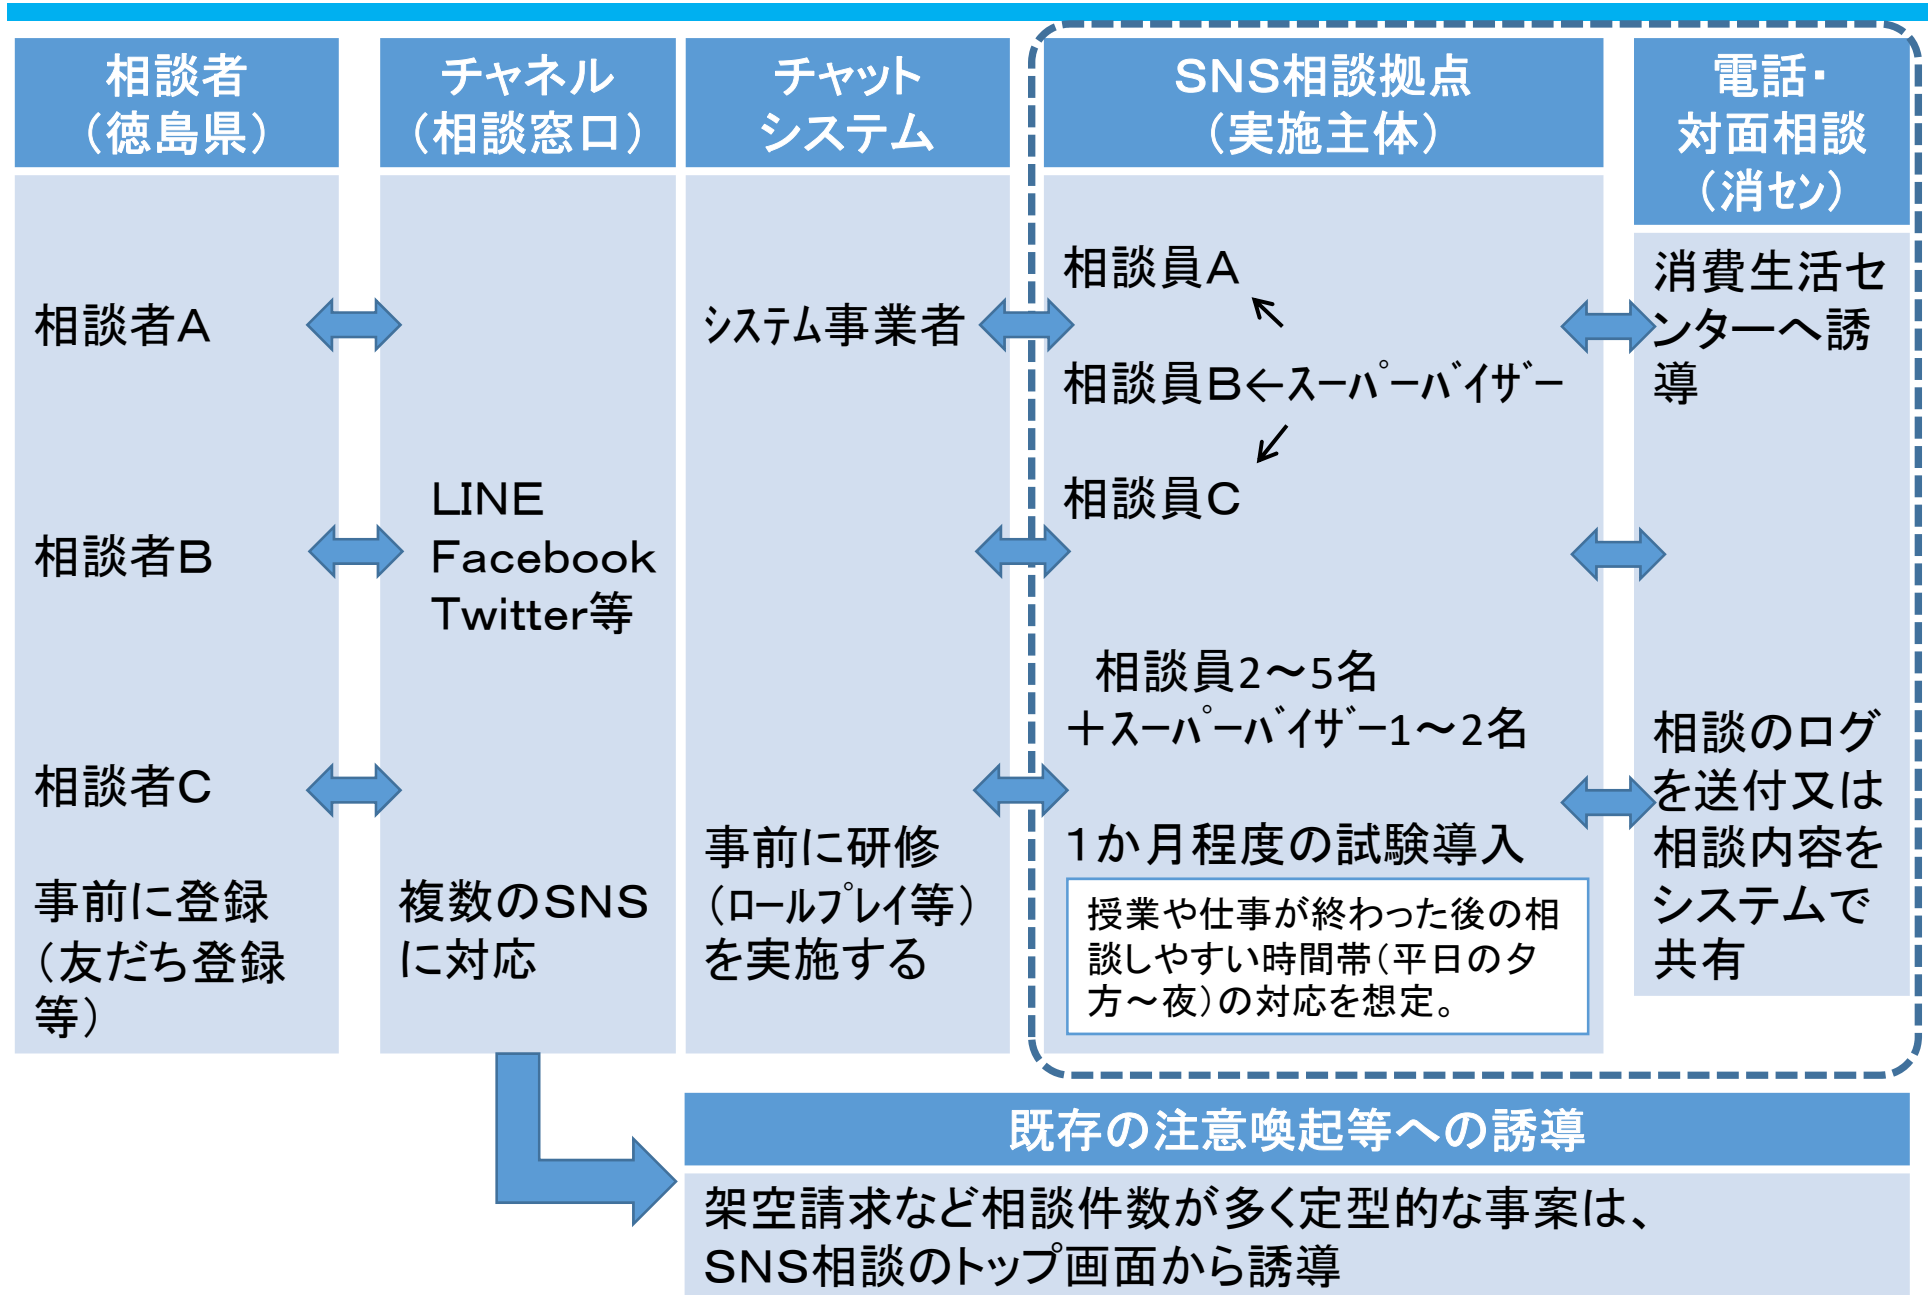 相談者
（徳島県）
チャネル
（相談窓口）
チャット
システム
ＳＮＳ相談拠点
（実施主体）
電話・
対面相談
（消セン）
相談者Ａ
相談者Ｂ
相談者Ｃ
事前に登録
（友だち登録
等）
ＬＩＮＥ
Ｆａｃｅｂｏｏｋ
Ｔｗｉｔｔｅｒ等
複数のＳＮＳ
に対応
システム事業者
事前に研修
（ロールプレイ等）
を実施する
相談員Ａ
相談員Ｂ←スーパーバイザー
相談員Ｃ
相談員2～5名
＋スーパーバイザー1～2名
１か月程度の試験導入
授業や仕事が終わった後の相
談しやすい時間帯（平日の夕
方～夜）の対応を想定。
消費生活セ
ンターへ誘
導
相談のログ
を送付又は
相談内容を
システムで
共有
既存の注意喚起等への誘導
架空請求など相談件数が多く定型的な事案は、
ＳＮＳ相談のトップ画面から誘導